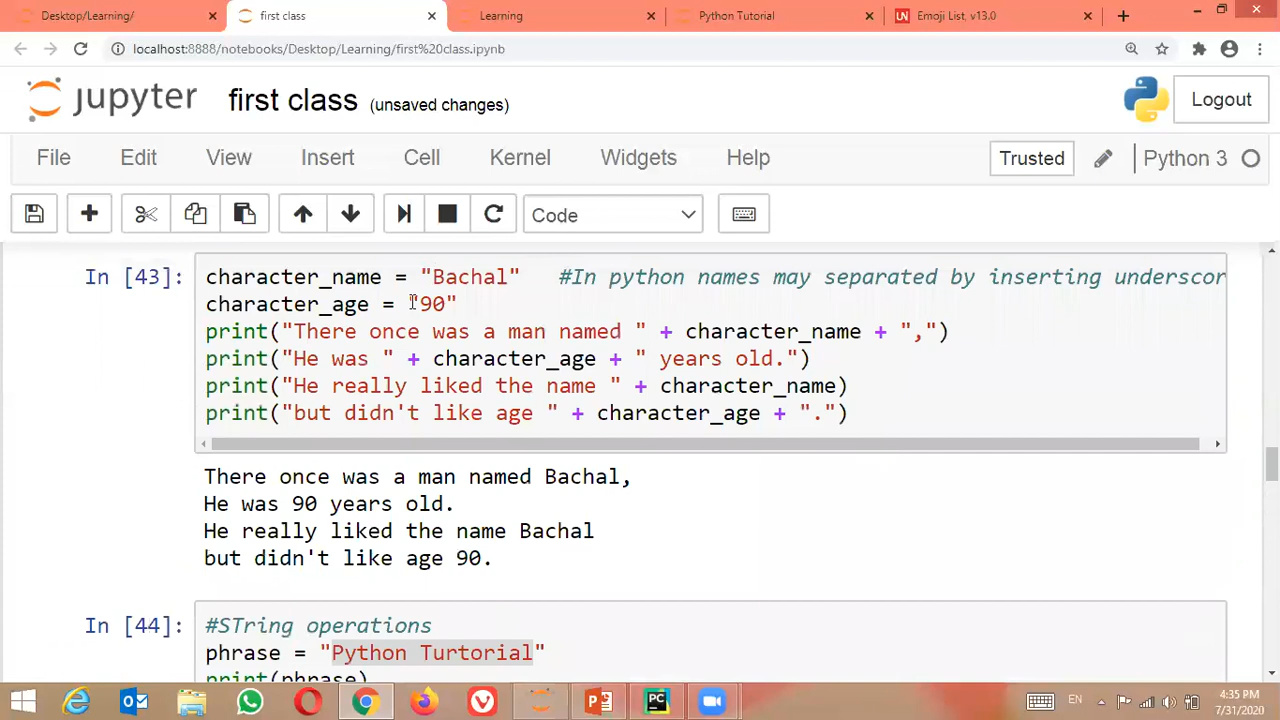 Desktop/Learning/ × first class × Learning × Python Tutorial × UN Emoji List, v13.0 × +
localhost:8888/notebooks/Desktop/Learning/first%20class.ipynb
jupyter first class (unsaved changes) Logout
File Edit View Insert Cell Kernel Widgets Help Trusted Python 3
Code
In [43]: character_name = "Bachal"   #In python names may separated by inserting underscor
character_age = "90"
print("There once was a man named " + character_name + ",")
print("He was " + character_age + " years old.")
print("He really liked the name " + character_name)
print("but didn't like age " + character_age + ".")
There once was a man named Bachal,
He was 90 years old.
He really liked the name Bachal
but didn't like age 90.
In [44]: #STring operations
phrase = "Python Turtorial"
print(phrase)
PC EN 4:35 PM
7/31/2020